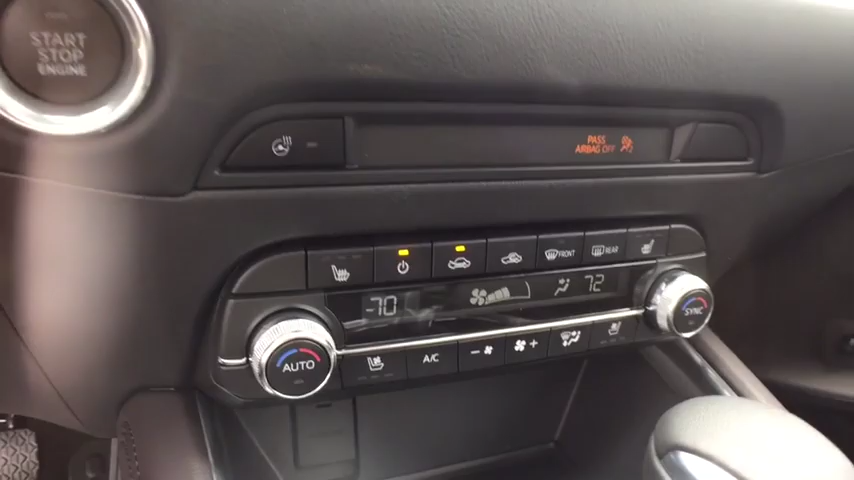 START
STOP
ENGINE
PASS
AIRBAG OFF
FRONT
REAR
70
72
AUTO
A/C
-
+
SYNC